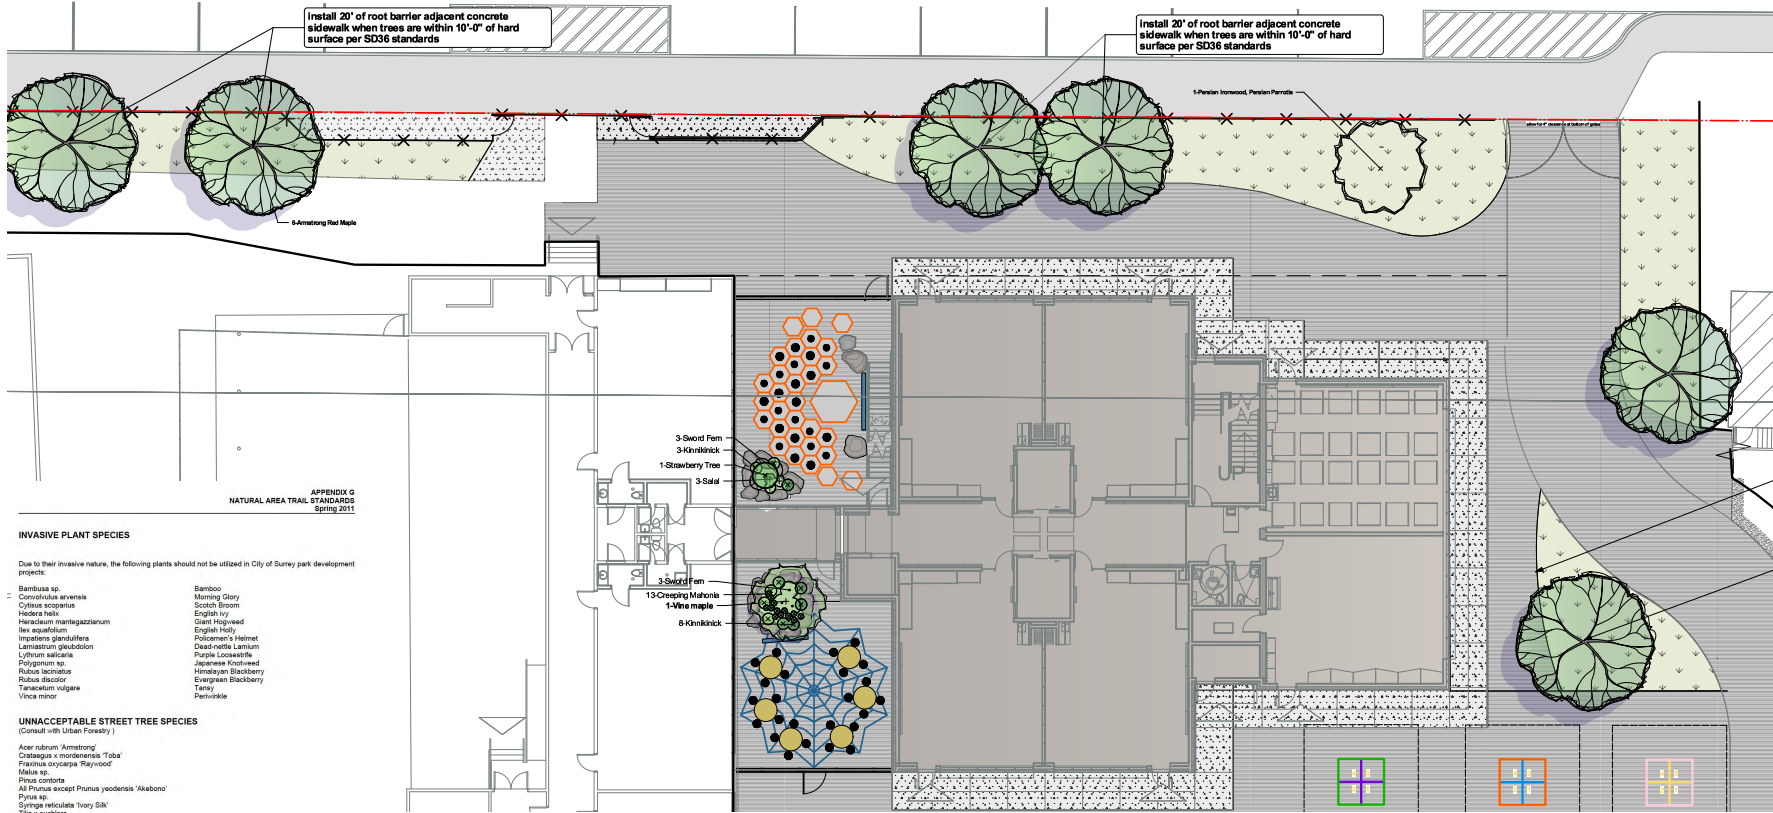 install 20' of root barrier adjacent concrete
sidewalk when trees are within 10'-0" of hard
surface per SD36 standards
install 20' of root barrier adjacent concrete
sidewalk when trees are within 10'-0" of hard
surface per SD36 standards
1-Persian Ironwood, Persian Parrotia
allow for 4" clearance at bottom of gates
6-Armstrong Red Maple
3-Sword Fern
3-Kinnikinick
1-Strawberry Tree
3-Salal
3-Sword Fern
13-Creeping Mahonia
1-Vine maple
8-Kinnikinick
APPENDIX G
NATURAL AREA TRAIL STANDARDS
Spring 2011
INVASIVE PLANT SPECIES
Due to their invasive nature, the following plants should not be utilized in City of Surrey park development
projects:
Bambusa sp. Bamboo
Convolvulus arvensis Morning Glory
Cytisus scoparius Scotch Broom
Hedera helix English Ivy
Heracleum mantegazzianum Giant Hogweed
Ilex aquafolium English Holly
Impatiens glandulifera Policemen's Helmet
Lamiastrum gleubdolon Dead-nettle Lamium
Lythrum salicaria Purple Loosestrife
Polygonum sp. Japanese Knotweed
Rubus laciniatus Himalayan Blackberry
Rubus discolor Evergreen Blackberry
Tanacetum vulgare Tansy
Vinca minor Periwinkle
UNNACCEPTABLE STREET TREE SPECIES
(Consult with Urban Forestry )
Acer rubrum 'Armstrong'
Crataegus x mordenensis 'Toba'
Fraxinus oxycarpa 'Raywood'
Malus sp.
Pinus contorta
All Prunus except Prunus yeodensis 'Akebono'
Pyrus sp.
Syringa reticulata 'Ivory Silk'